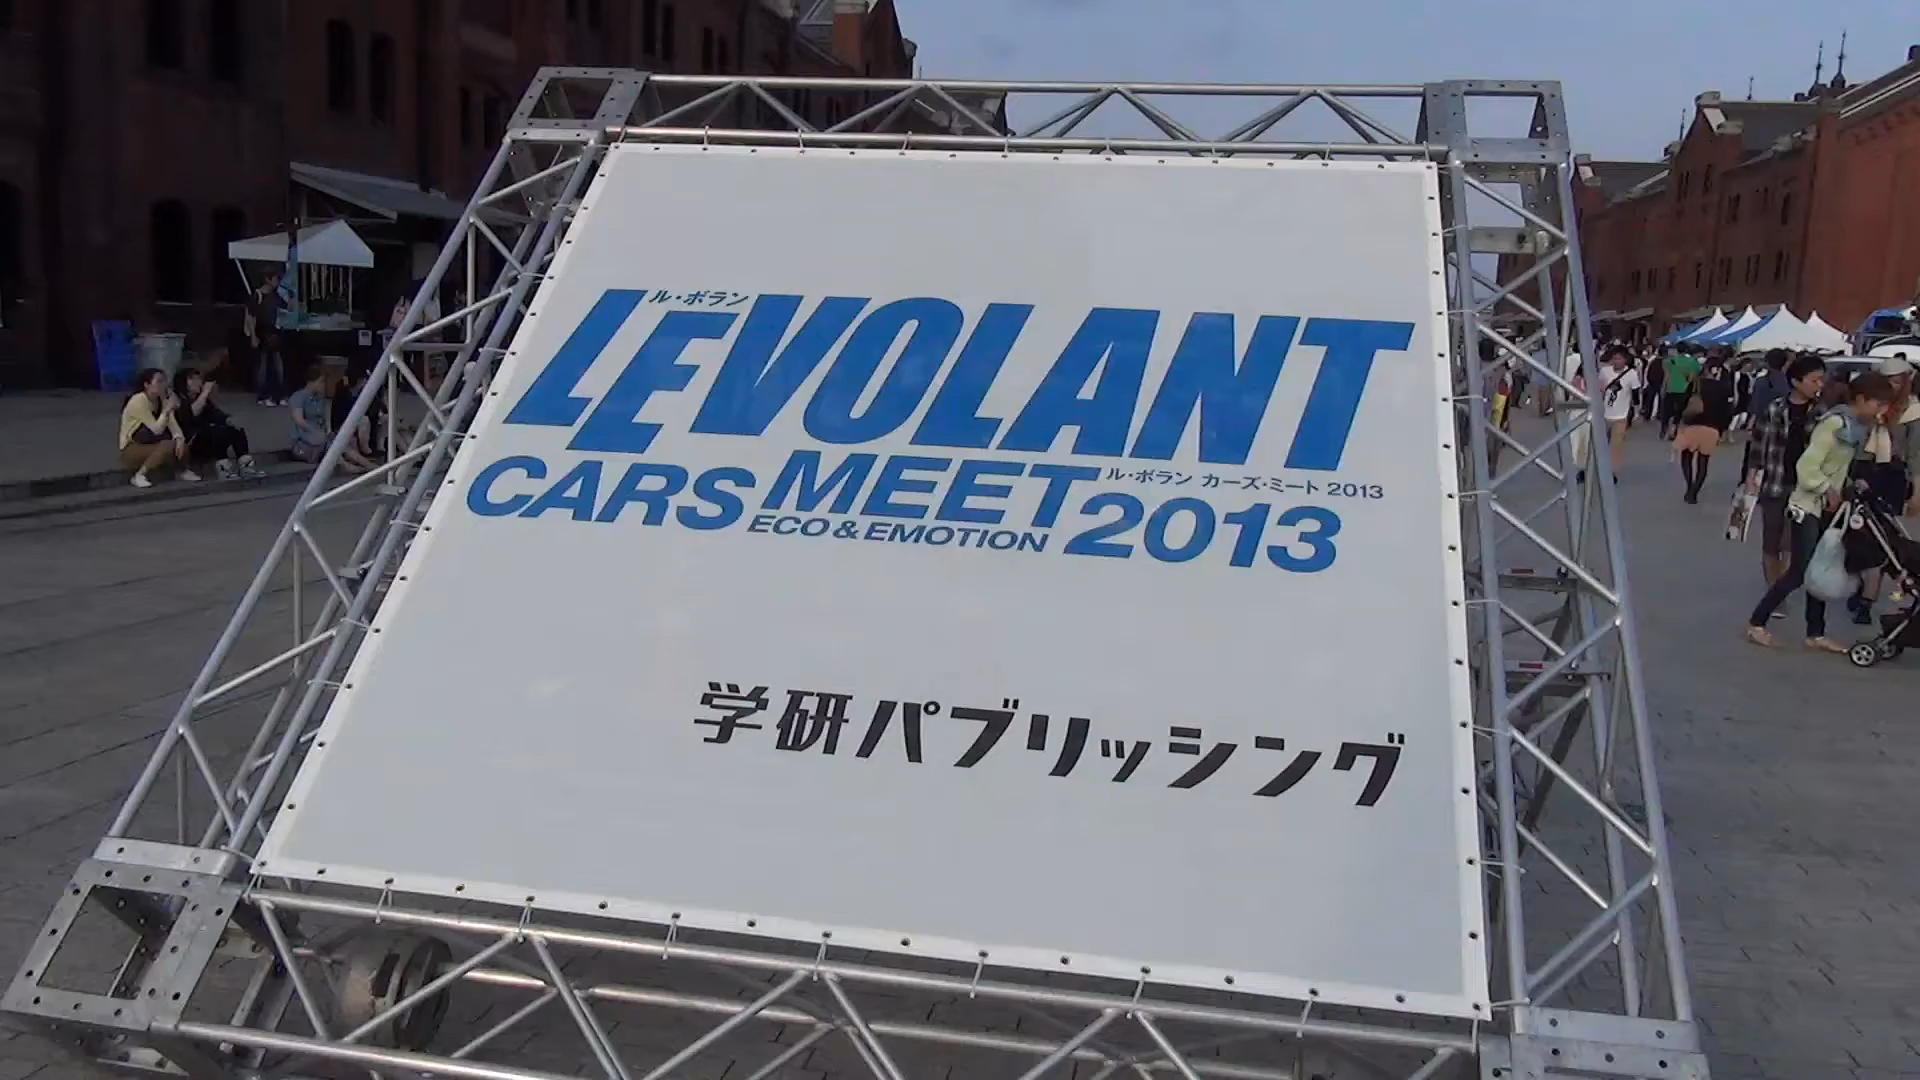 ル・ボラン
LEVOLANT
CARS MEET 2013
ル・ボラン カーズ・ミート 2013
ECO & EMOTION
学研パブリッシング